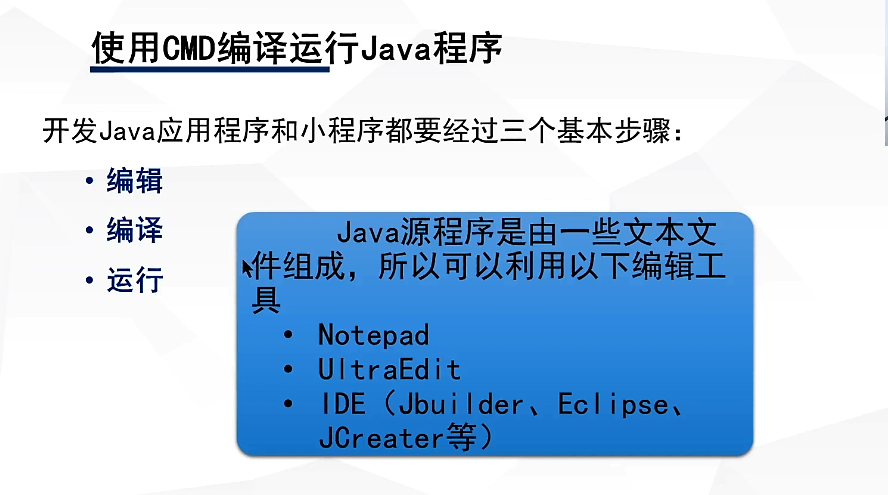 使用CMD编译运行Java程序
开发Java应用程序和小程序都要经过三个基本步骤：
• 编辑
• 编译
• 运行
Java源程序是由一些文本文
件组成，所以可以利用以下编辑工
具
• Notepad
• UltraEdit
• IDE（Jbuilder、Eclipse、
JCreater等）